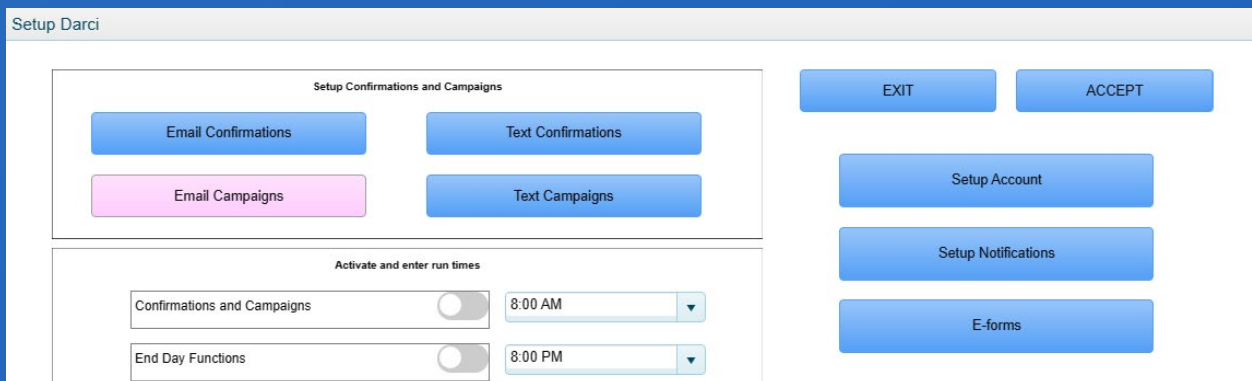 Setup Darci
Setup Confirmations and Campaigns
Email Confirmations
Text Confirmations
Email Campaigns
Text Campaigns
EXIT
ACCEPT
Setup Account
Setup Notifications
E-forms
Activate and enter run times
Confirmations and Campaigns
8:00 AM
End Day Functions
8:00 PM